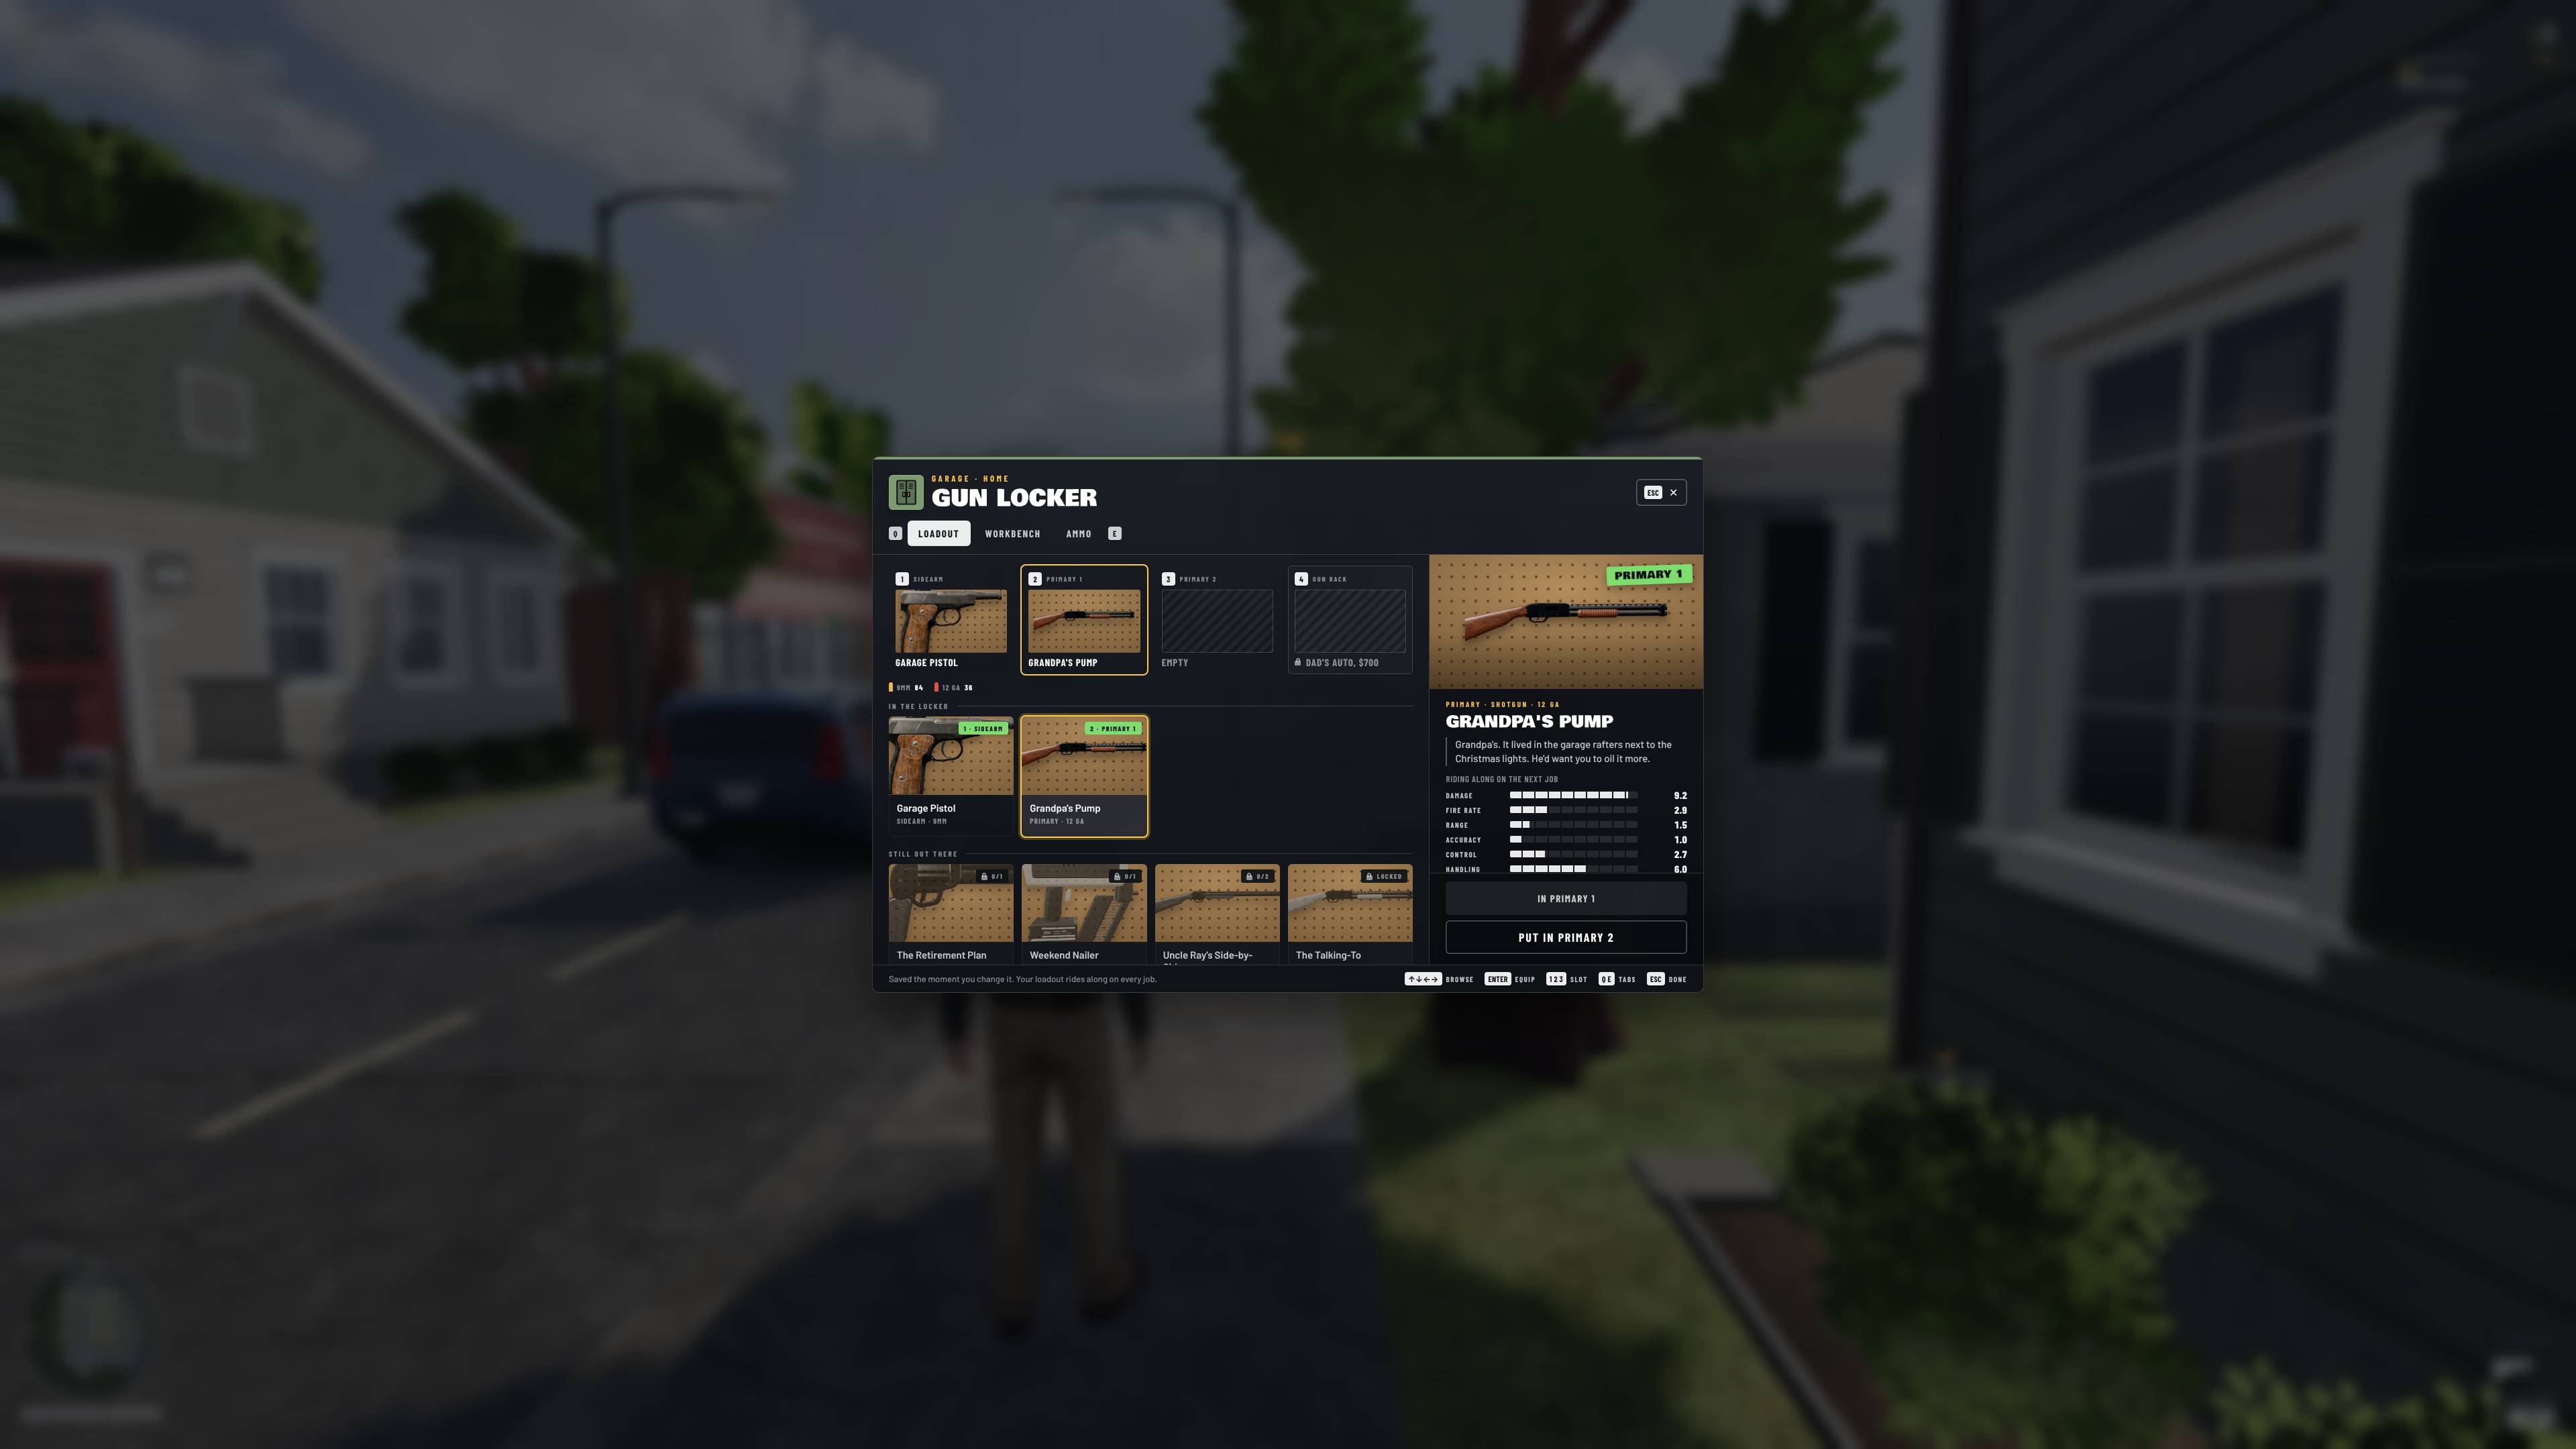 GARAGE · HOME
GUN LOCKER
ESC ✕
Q LOADOUT WORKBENCH AMMO E
1 SIDEARM
GARAGE PISTOL
2 PRIMARY 1
GRANDPA'S PUMP
3 PRIMARY 2
EMPTY
4 GUN RACK
DAD'S AUTO, $700
9MM 84 12 GA 36
IN THE LOCKER
1 · SIDEARM
Garage Pistol
SIDEARM · 9MM
2 · PRIMARY 1
Grandpa's Pump
PRIMARY · 12 GA
STILL OUT THERE
0/1
The Retirement Plan
0/1
Weekend Nailer
0/2
Uncle Ray's Side-by-
LOCKED
The Talking-To
PRIMARY 1
PRIMARY · SHOTGUN · 12 GA
GRANDPA'S PUMP
Grandpa's. It lived in the garage rafters next to the
Christmas lights. He'd want you to oil it more.
RIDING ALONG ON THE NEXT JOB
DAMAGE 9.2
FIRE RATE 2.9
RANGE 1.5
ACCURACY 1.0
CONTROL 2.7
HANDLING 6.0
IN PRIMARY 1
PUT IN PRIMARY 2
Saved the moment you change it. Your loadout rides along on every job.
↑↓←→ BROWSE ENTER EQUIP 1 2 3 SLOT Q E TABS ESC DONE